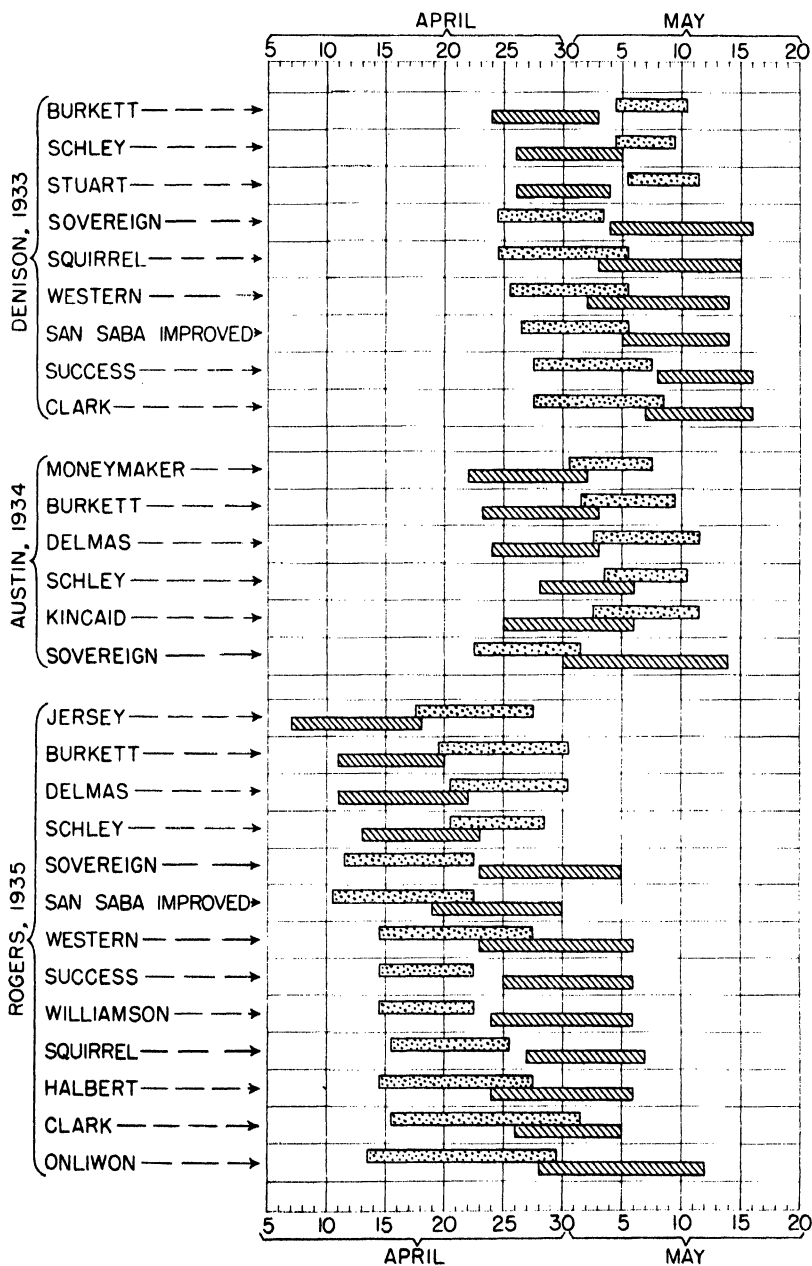 APRIL MAY
5 10 15 20 25 30 5 10 15 20
DENISON, 1933
BURKETT
SCHLEY
STUART
SOVEREIGN
SQUIRREL
WESTERN
SAN SABA IMPROVED
SUCCESS
CLARK
AUSTIN, 1934
MONEYMAKER
BURKETT
DELMAS
SCHLEY
KINCAID
SOVEREIGN
ROGERS, 1935
JERSEY
BURKETT
DELMAS
SCHLEY
SOVEREIGN
SAN SABA IMPROVED
WESTERN
SUCCESS
WILLIAMSON
SQUIRREL
HALBERT
CLARK
ONLIWON
5 10 15 20 25 30 5 10 15 20
APRIL MAY